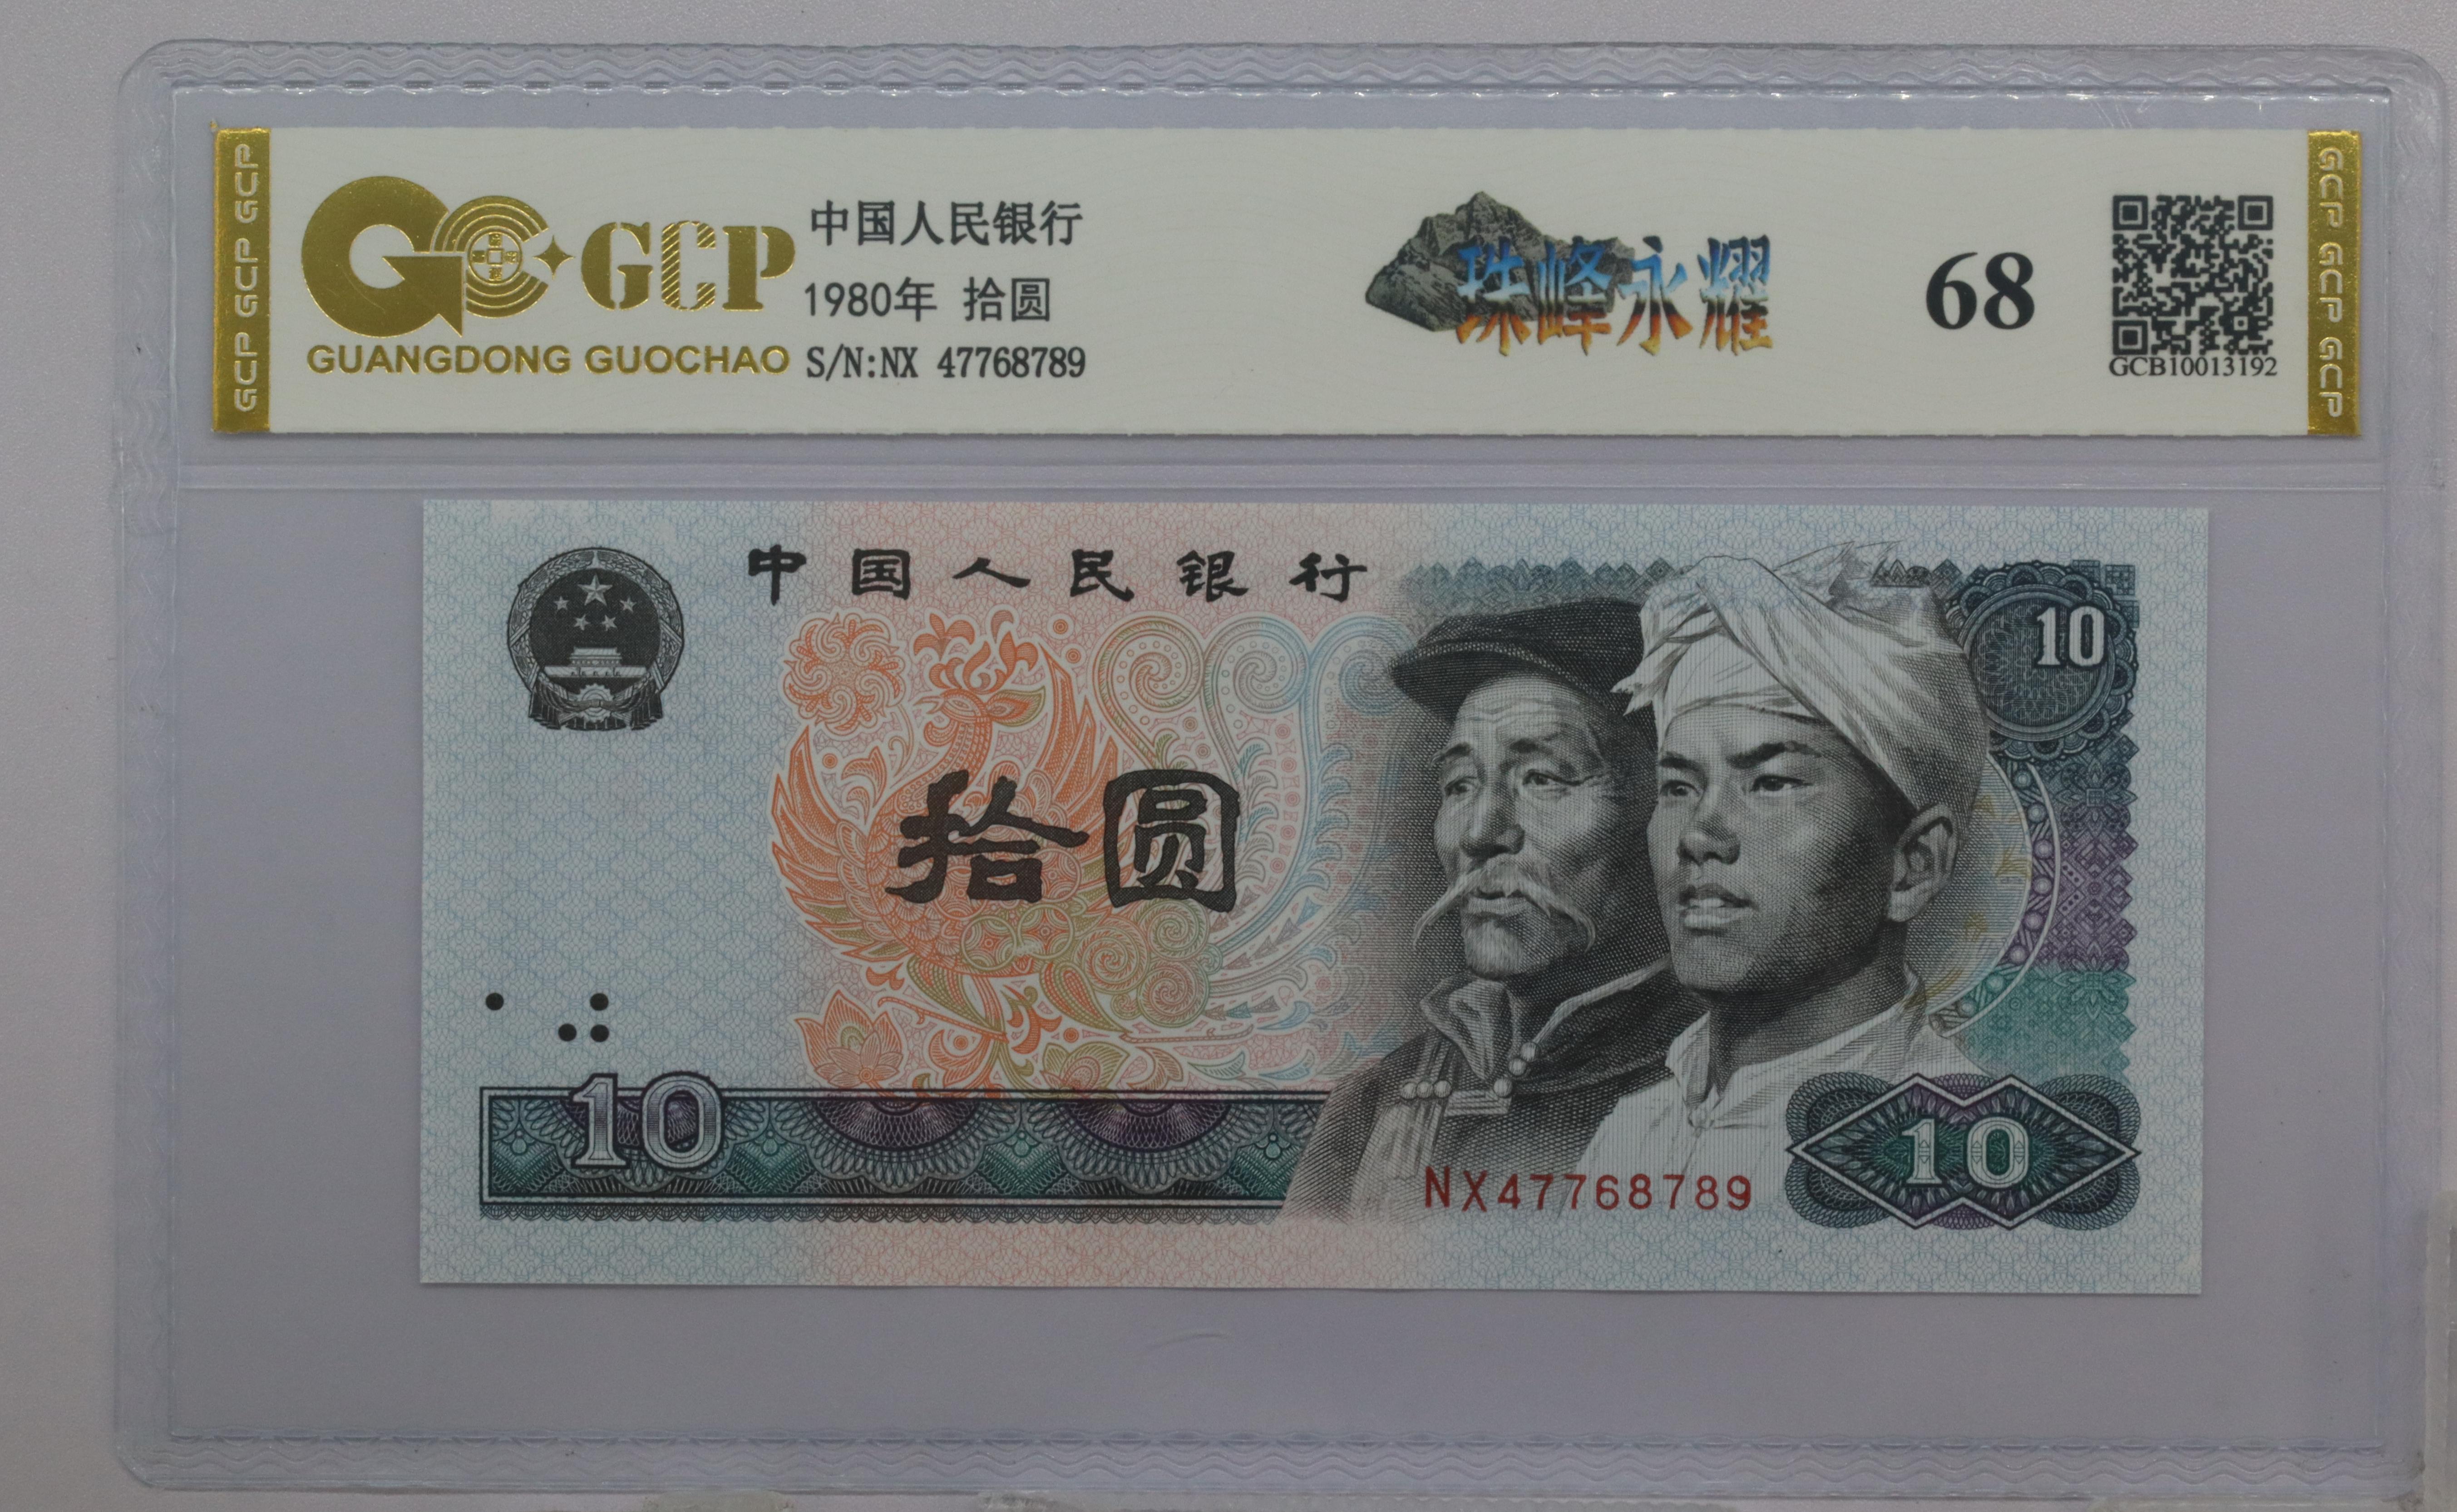 GCP GCP GCP
GCP
GUANGDONG GUOCHAO
中国人民银行
1980年 拾圆
S/N:NX 47768789
珠峰永耀
68
GCB10013192
GCP GCP GCP
中国人民银行
10
拾圆
10
NX47768789
10